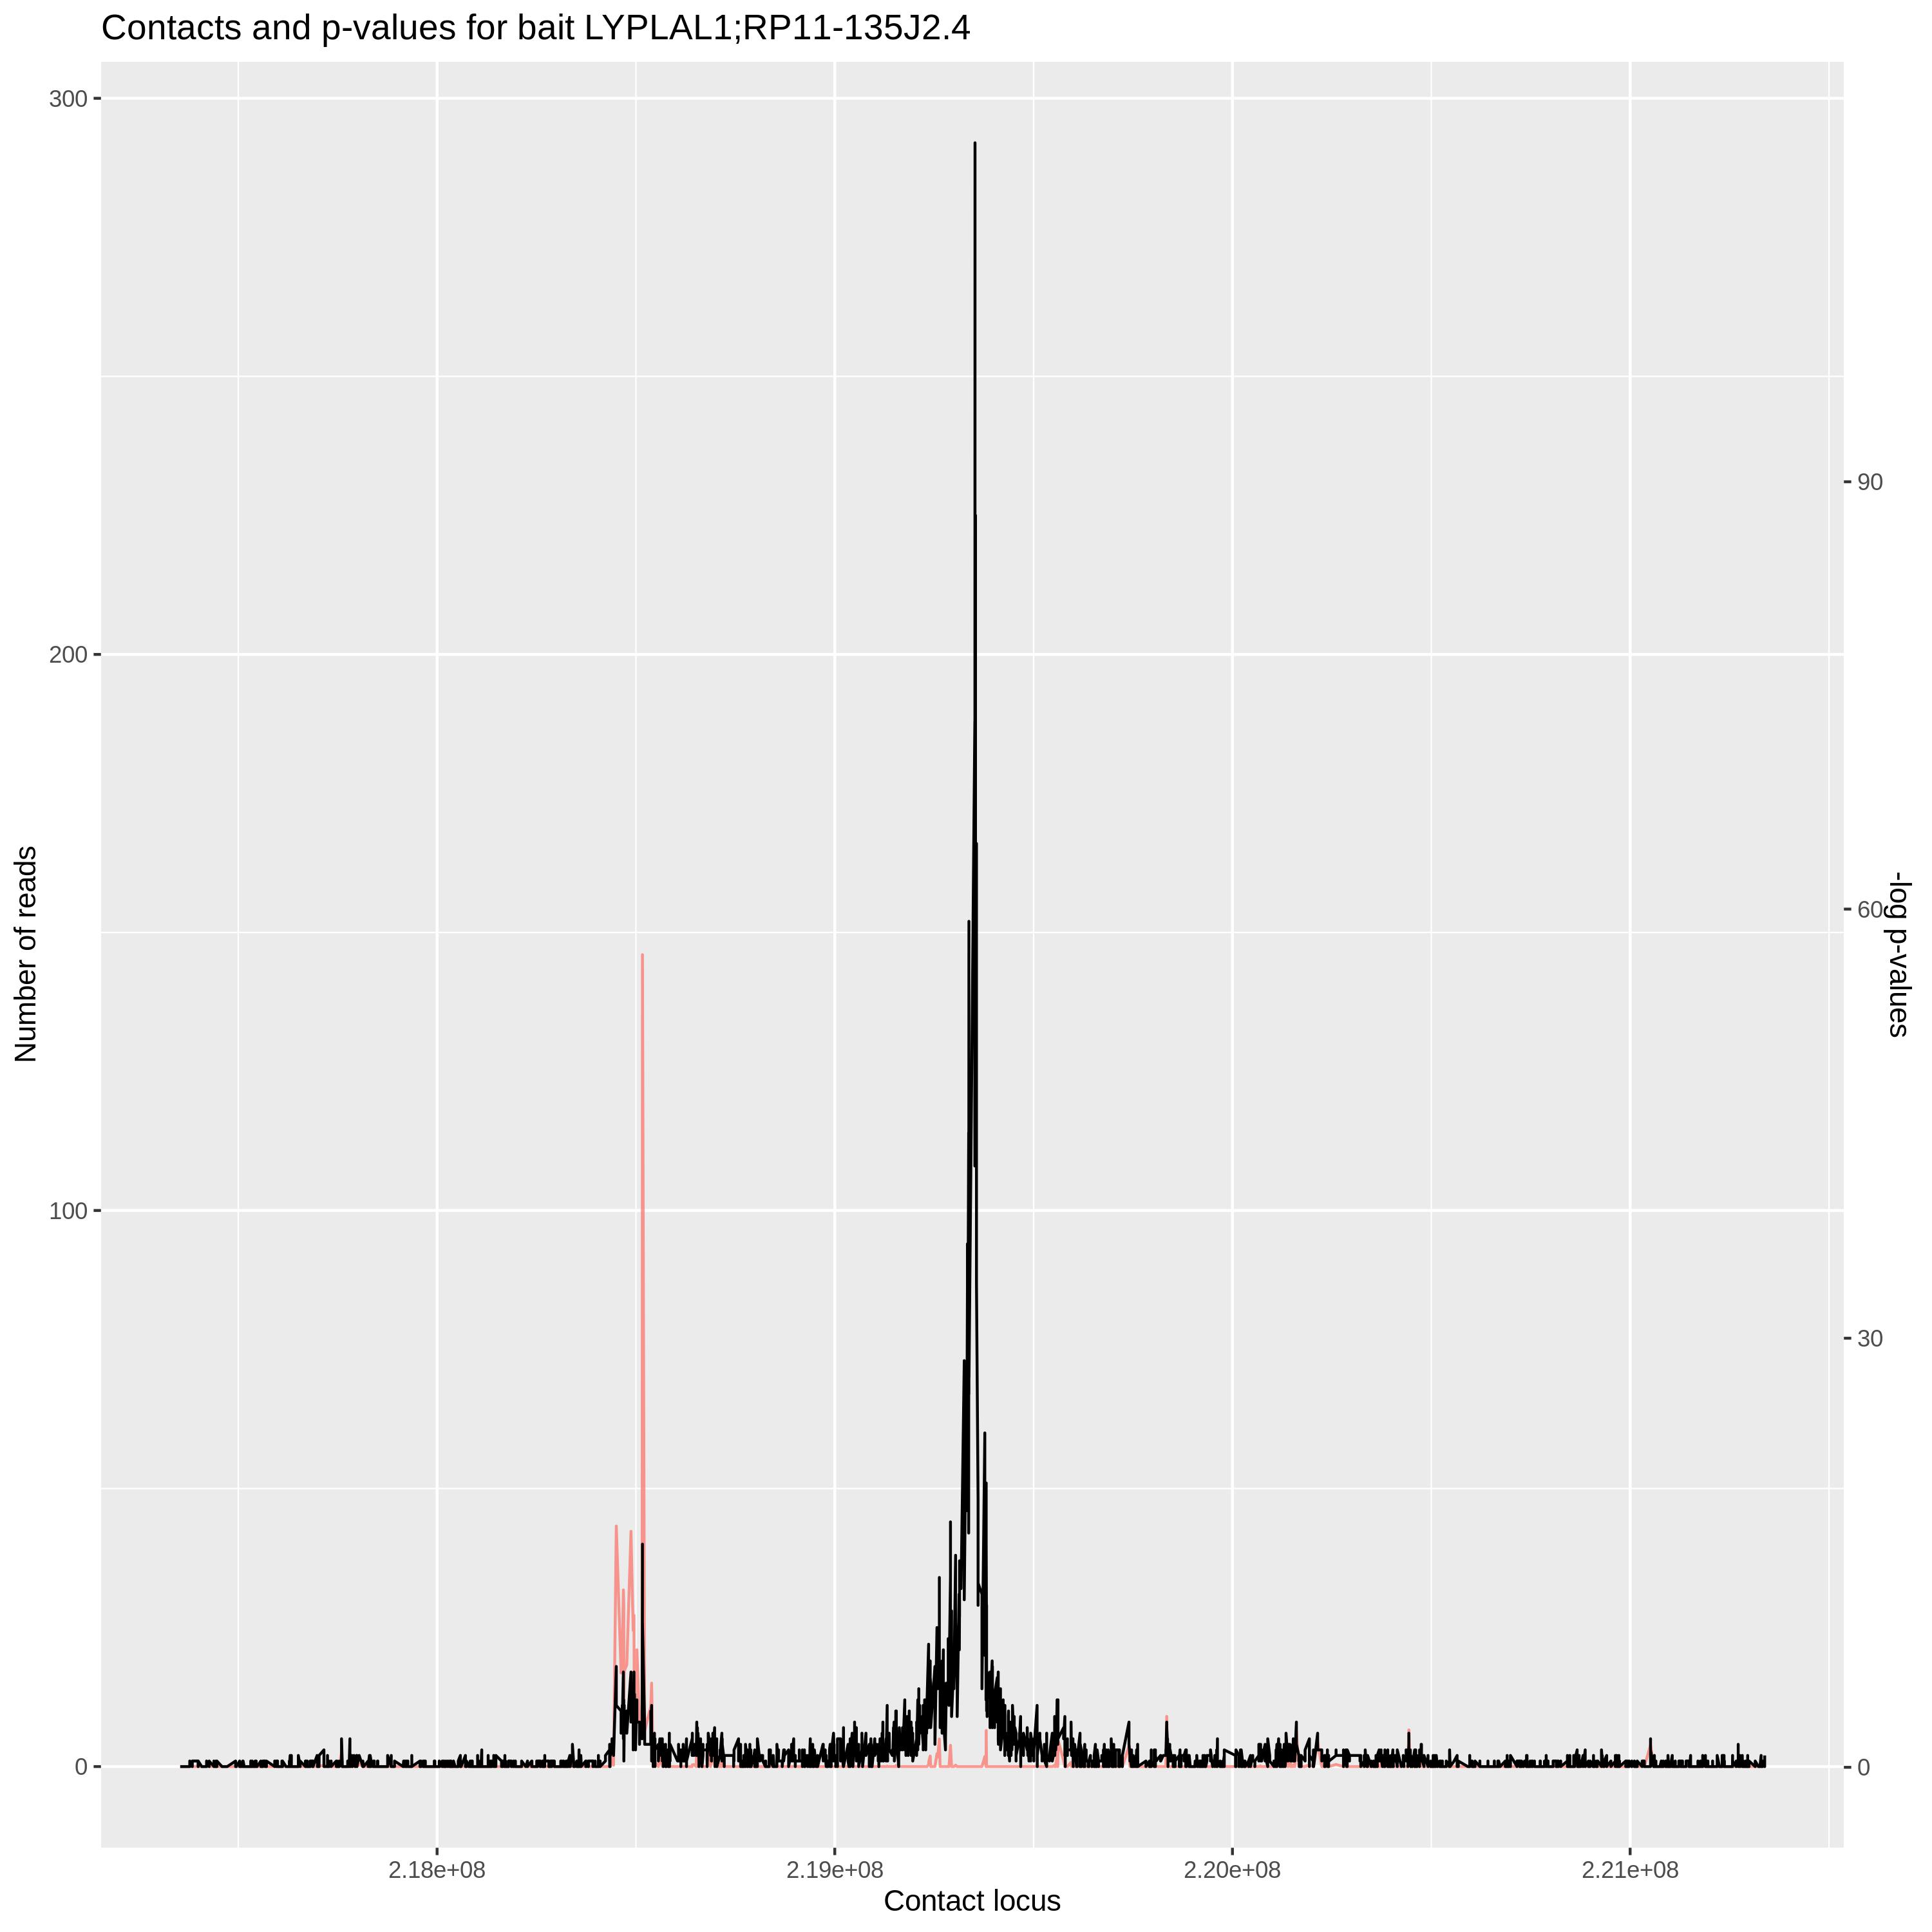 Contacts and p-values for bait LYPLAL1;RP11-135J2.4
300
200
100
0
Number of reads
90
60
30
0
-log p-values
2.18e+08 2.19e+08 2.20e+08 2.21e+08
Contact locus